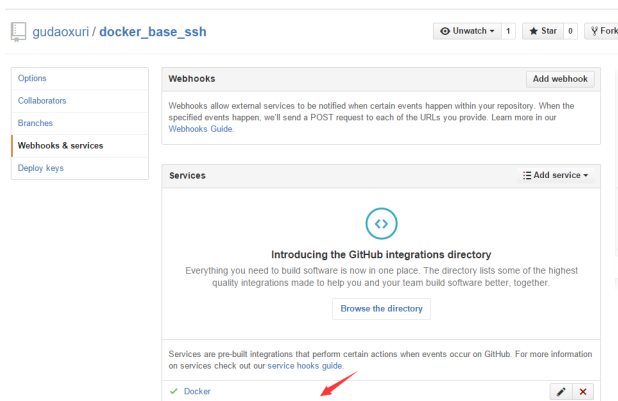 gudaoxuri / docker_base_ssh
Unwatch 1 Star 0 Fork
Options
Collaborators
Branches
Webhooks & services
Deploy keys
Webhooks
Add webhook
Webhooks allow external services to be notified when certain events happen within your repository. When the
specified events happen, we'll send a POST request to each of the URLs you provide. Learn more in our
Webhooks Guide.
Services
Add service
Introducing the GitHub integrations directory
Everything you need to build software is now in one place. The directory lists some of the highest
quality integrations made to help you and your team build software better, together.
Browse the directory
Services are pre-built integrations that perform certain actions when events occur on GitHub. For more information
on services check out our service hooks guide.
Docker